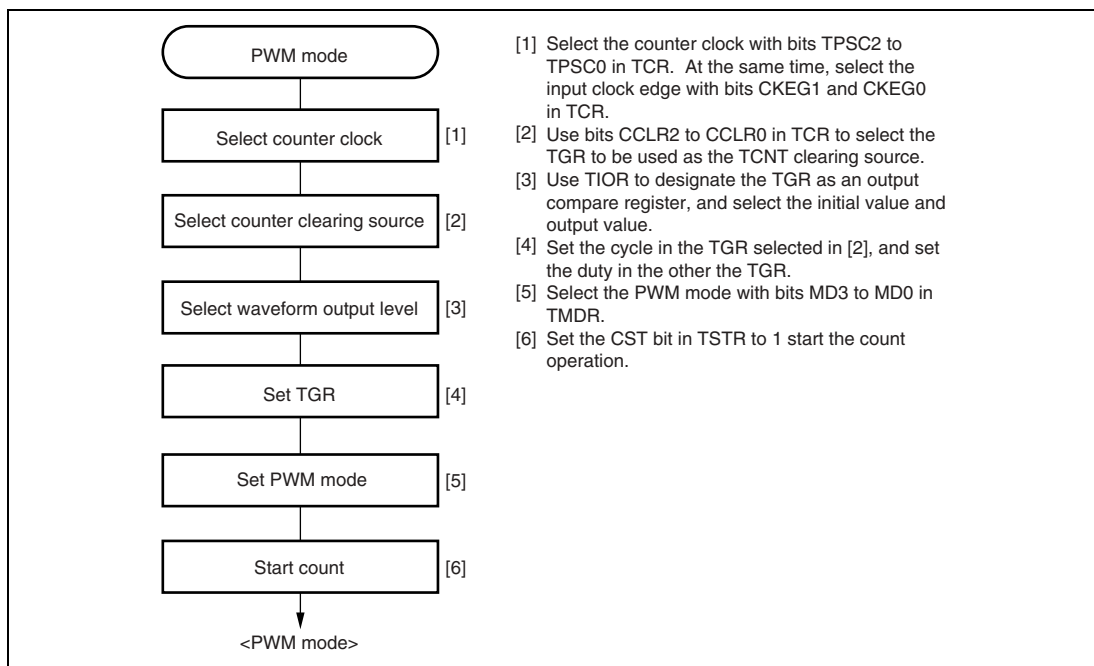 PWM mode
Select counter clock [1]
Select counter clearing source [2]
Select waveform output level [3]
Set TGR [4]
Set PWM mode [5]
Start count [6]
<PWM mode>
[1] Select the counter clock with bits TPSC2 to
TPSC0 in TCR. At the same time, select the
input clock edge with bits CKEG1 and CKEG0
in TCR.
[2] Use bits CCLR2 to CCLR0 in TCR to select the
TGR to be used as the TCNT clearing source.
[3] Use TIOR to designate the TGR as an output
compare register, and select the initial value and
output value.
[4] Set the cycle in the TGR selected in [2], and set
the duty in the other the TGR.
[5] Select the PWM mode with bits MD3 to MD0 in
TMDR.
[6] Set the CST bit in TSTR to 1 start the count
operation.